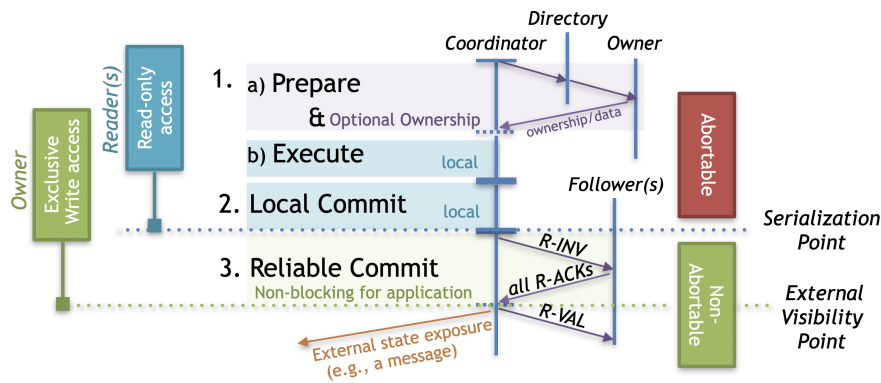 Directory
Coordinator
Owner
1.
a) Prepare
& Optional Ownership
ownership/data
b) Execute
local
2. Local Commit
local
Follower(s)
Owner
Exclusive
Write access
Reader(s)
Read-only
access
Abortable
Serialization
Point
3. Reliable Commit
Non-blocking for application
R-INV
all R-ACKs
R-VAL
Non-
Abortable
External
Visibility
Point
External state exposure
(e.g., a message)